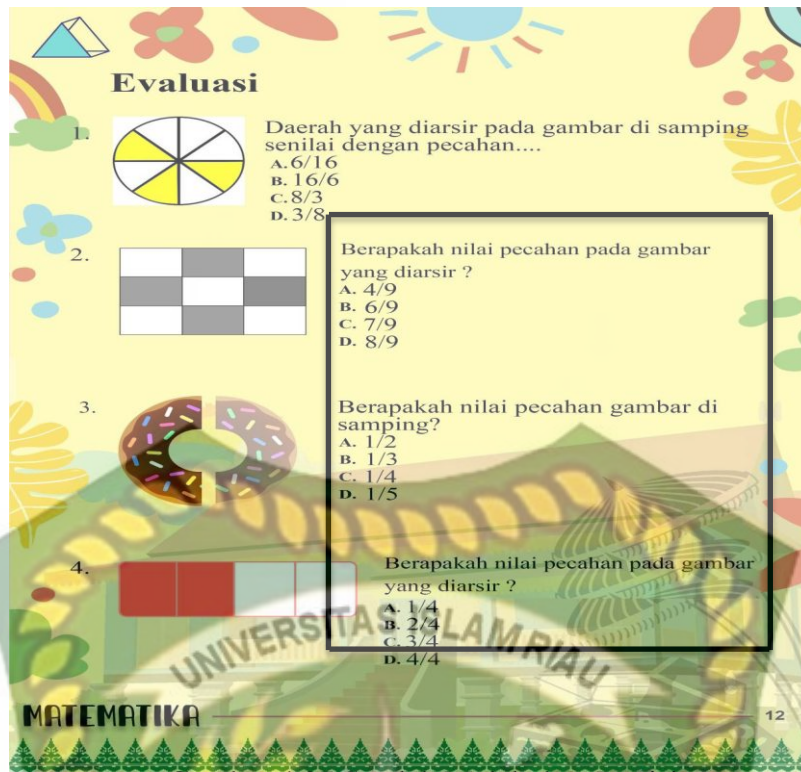 Evaluasi
1. Daerah yang diarsir pada gambar di samping
senilai dengan pecahan....
A. 6/16
B. 16/6
C. 8/3
D. 3/8
2. Berapakah nilai pecahan pada gambar
yang diarsir ?
A. 4/9
B. 6/9
C. 7/9
D. 8/9
3. Berapakah nilai pecahan gambar di
samping?
A. 1/2
B. 1/3
C. 1/4
D. 1/5
4. Berapakah nilai pecahan pada gambar
yang diarsir ?
A. 1/4
B. 2/4
C. 3/4
D. 4/4
UNIVERSITAS ISLAM RIAU
MATEMATIKA
12